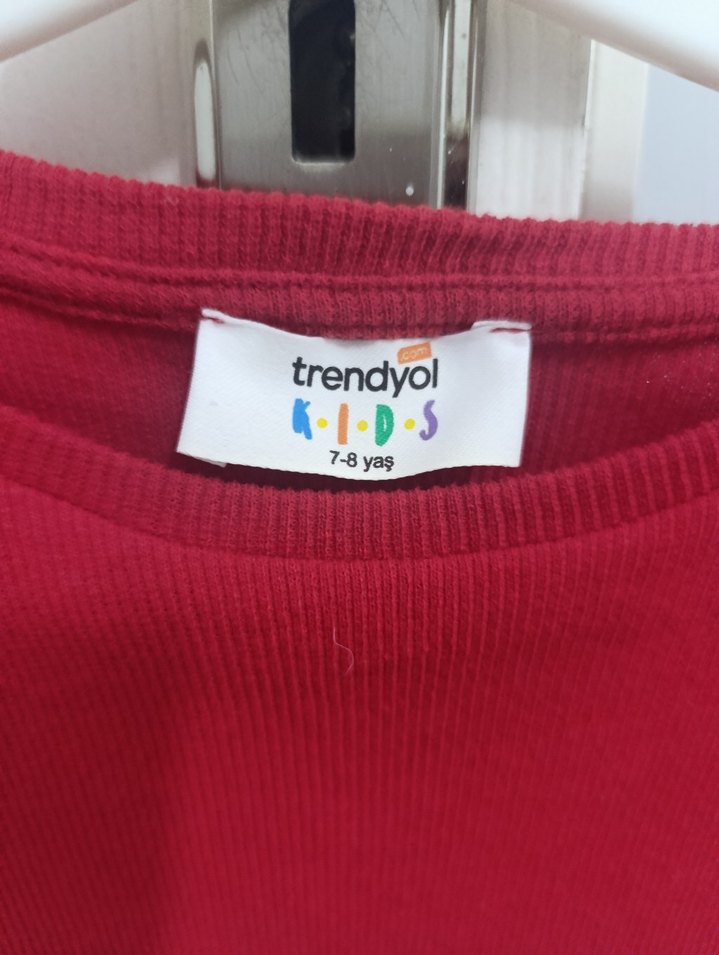 .com
trendyol
K·I·D·S
7-8 yaş